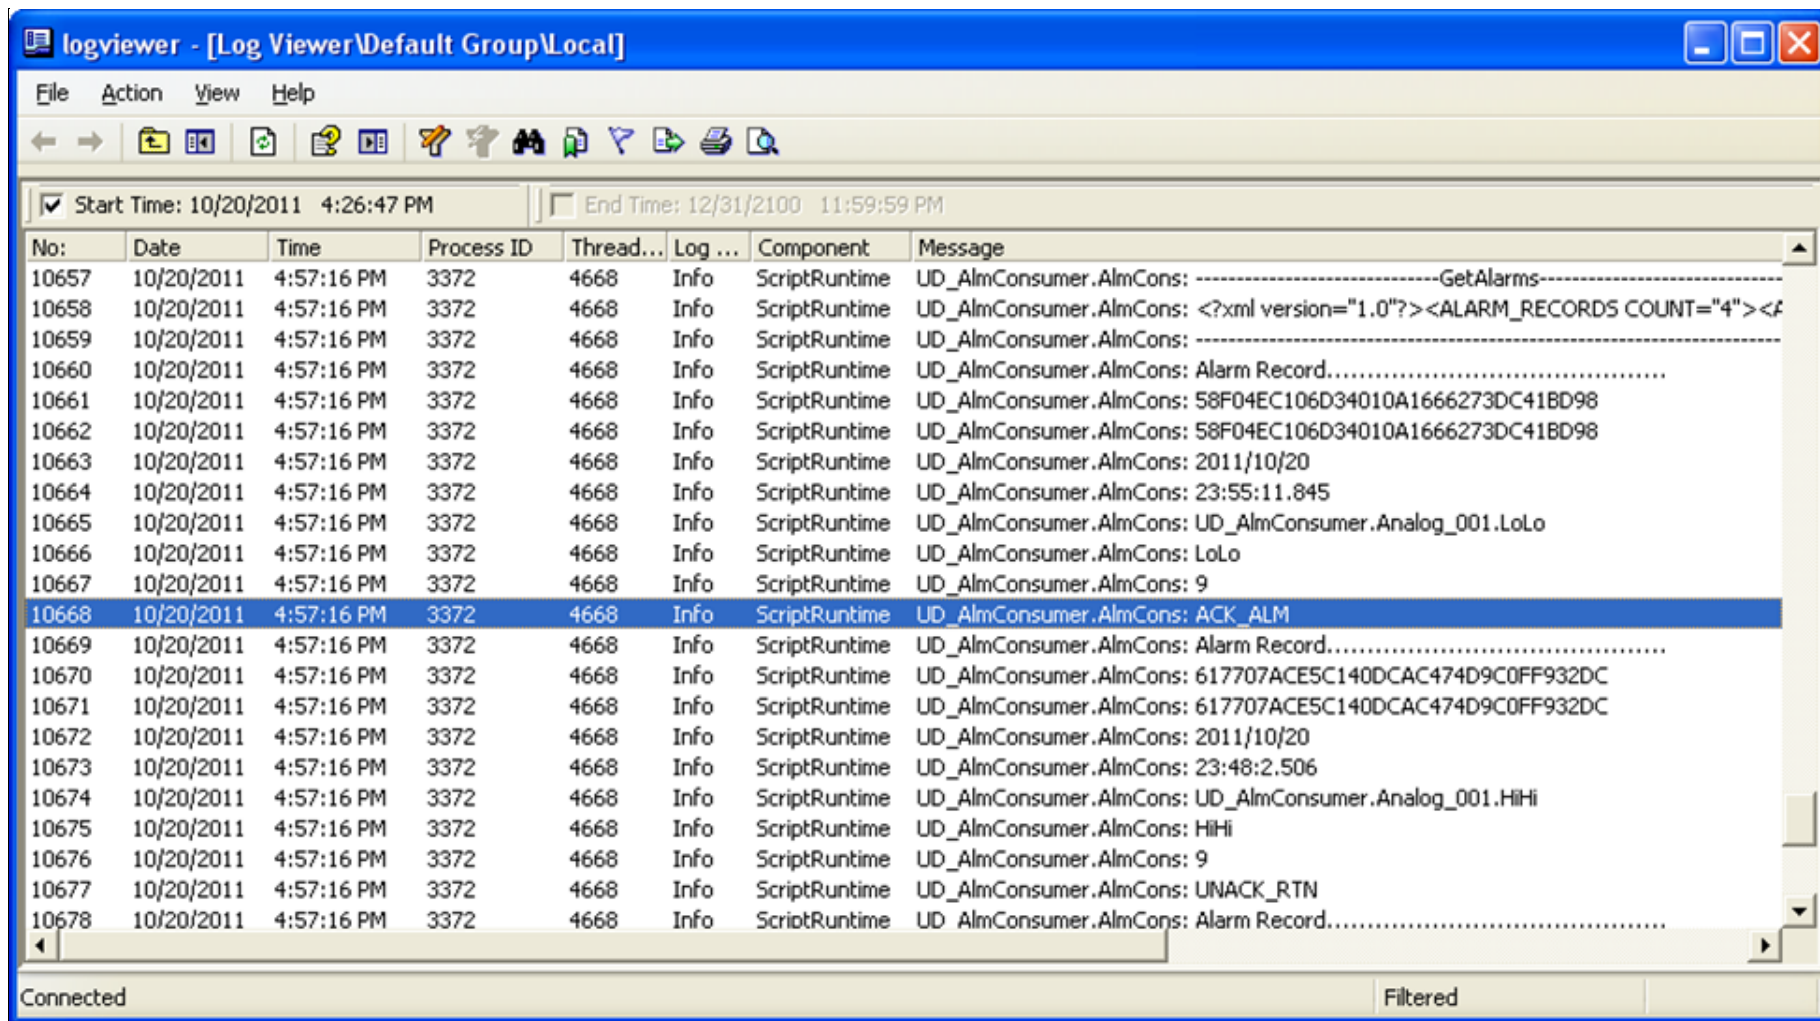 logviewer - [Log Viewer\Default Group\Local]
File Action View Help
Start Time: 10/20/2011 4:26:47 PM End Time: 12/31/2100 11:59:59 PM
No: Date Time Process ID Thread... Log ... Component Message
10657 10/20/2011 4:57:16 PM 3372 4668 Info ScriptRuntime UD_AlmConsumer.AlmCons: ------------------------------GetAlarms------------------------------
10658 10/20/2011 4:57:16 PM 3372 4668 Info ScriptRuntime UD_AlmConsumer.AlmCons: <?xml version="1.0"?><ALARM_RECORDS COUNT="4"><A
10659 10/20/2011 4:57:16 PM 3372 4668 Info ScriptRuntime UD_AlmConsumer.AlmCons: ------------------------------------------------------------------------
10660 10/20/2011 4:57:16 PM 3372 4668 Info ScriptRuntime UD_AlmConsumer.AlmCons: Alarm Record..........................................
10661 10/20/2011 4:57:16 PM 3372 4668 Info ScriptRuntime UD_AlmConsumer.AlmCons: 58F04EC106D34010A1666273DC41BD98
10662 10/20/2011 4:57:16 PM 3372 4668 Info ScriptRuntime UD_AlmConsumer.AlmCons: 58F04EC106D34010A1666273DC41BD98
10663 10/20/2011 4:57:16 PM 3372 4668 Info ScriptRuntime UD_AlmConsumer.AlmCons: 2011/10/20
10664 10/20/2011 4:57:16 PM 3372 4668 Info ScriptRuntime UD_AlmConsumer.AlmCons: 23:55:11.845
10665 10/20/2011 4:57:16 PM 3372 4668 Info ScriptRuntime UD_AlmConsumer.AlmCons: UD_AlmConsumer.Analog_001.LoLo
10666 10/20/2011 4:57:16 PM 3372 4668 Info ScriptRuntime UD_AlmConsumer.AlmCons: LoLo
10667 10/20/2011 4:57:16 PM 3372 4668 Info ScriptRuntime UD_AlmConsumer.AlmCons: 9
10668 10/20/2011 4:57:16 PM 3372 4668 Info ScriptRuntime UD_AlmConsumer.AlmCons: ACK_ALM
10669 10/20/2011 4:57:16 PM 3372 4668 Info ScriptRuntime UD_AlmConsumer.AlmCons: Alarm Record..........................................
10670 10/20/2011 4:57:16 PM 3372 4668 Info ScriptRuntime UD_AlmConsumer.AlmCons: 617707ACE5C140DCAC474D9C0FF932DC
10671 10/20/2011 4:57:16 PM 3372 4668 Info ScriptRuntime UD_AlmConsumer.AlmCons: 617707ACE5C140DCAC474D9C0FF932DC
10672 10/20/2011 4:57:16 PM 3372 4668 Info ScriptRuntime UD_AlmConsumer.AlmCons: 2011/10/20
10673 10/20/2011 4:57:16 PM 3372 4668 Info ScriptRuntime UD_AlmConsumer.AlmCons: 23:48:2.506
10674 10/20/2011 4:57:16 PM 3372 4668 Info ScriptRuntime UD_AlmConsumer.AlmCons: UD_AlmConsumer.Analog_001.HiHi
10675 10/20/2011 4:57:16 PM 3372 4668 Info ScriptRuntime UD_AlmConsumer.AlmCons: HiHi
10676 10/20/2011 4:57:16 PM 3372 4668 Info ScriptRuntime UD_AlmConsumer.AlmCons: 9
10677 10/20/2011 4:57:16 PM 3372 4668 Info ScriptRuntime UD_AlmConsumer.AlmCons: UNACK_RTN
10678 10/20/2011 4:57:16 PM 3372 4668 Info ScriptRuntime UD_AlmConsumer.AlmCons: Alarm Record..........................................
Connected Filtered